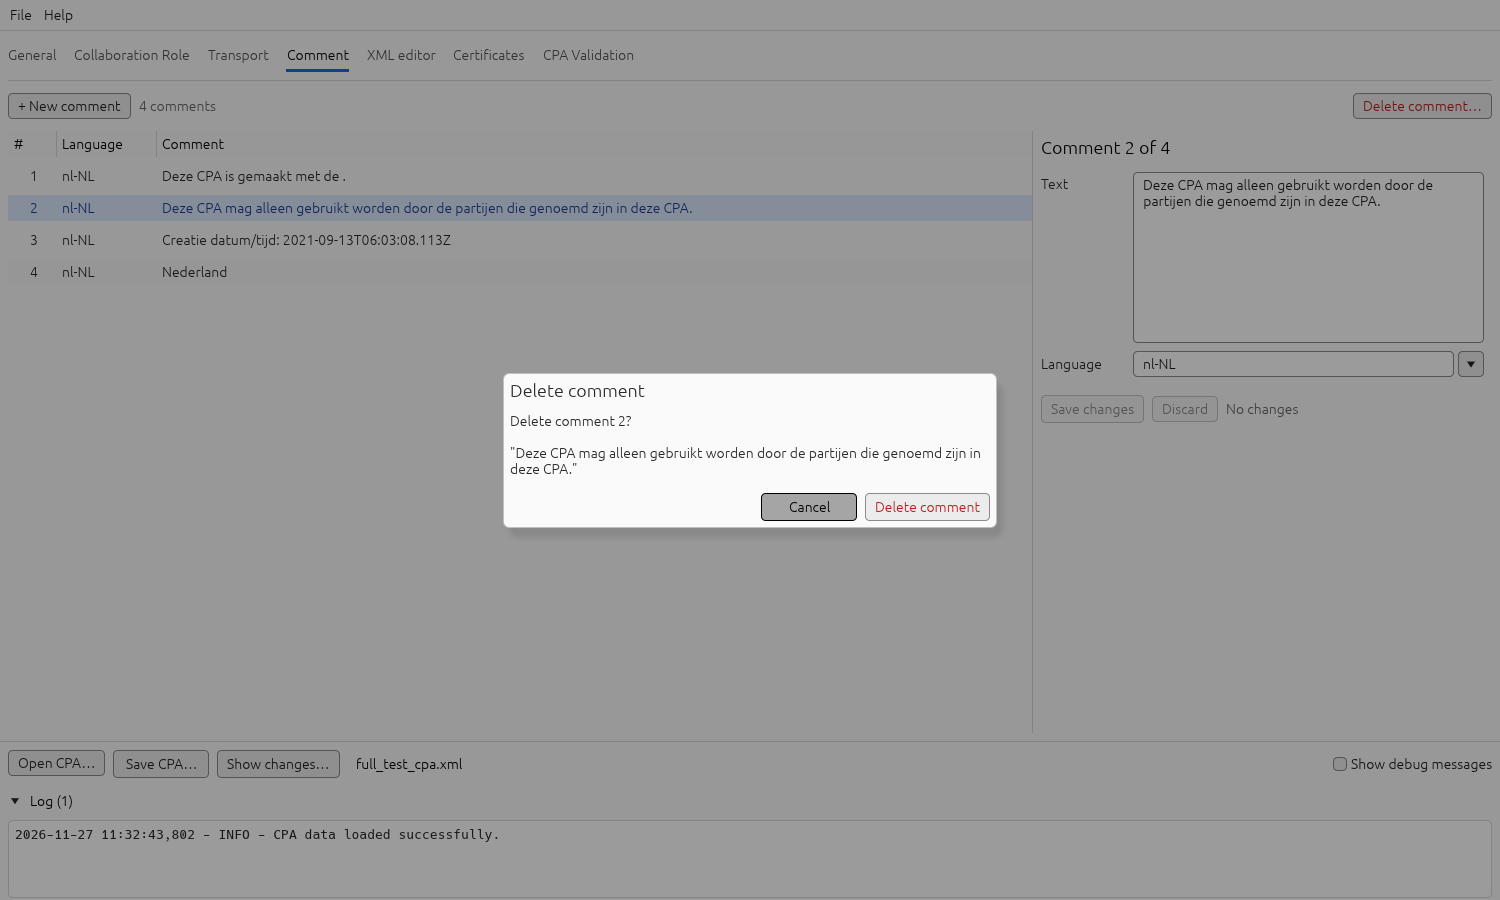 File Help
General Collaboration Role Transport Comment XML editor Certificates CPA Validation
+ New comment 4 comments Delete comment…
# Language Comment
1 nl-NL Deze CPA is gemaakt met de .
2 nl-NL Deze CPA mag alleen gebruikt worden door de partijen die genoemd zijn in deze CPA.
3 nl-NL Creatie datum/tijd: 2021-09-13T06:03:08.113Z
4 nl-NL Nederland
Comment 2 of 4
Text Deze CPA mag alleen gebruikt worden door de
partijen die genoemd zijn in deze CPA.
Language nl-NL
Save changes Discard No changes
Delete comment
Delete comment 2?
"Deze CPA mag alleen gebruikt worden door de partijen die genoemd zijn in
deze CPA."
Cancel Delete comment
Open CPA… Save CPA… Show changes… full_test_cpa.xml Show debug messages
Log (1)
2026-11-27 11:32:43,802 - INFO - CPA data loaded successfully.